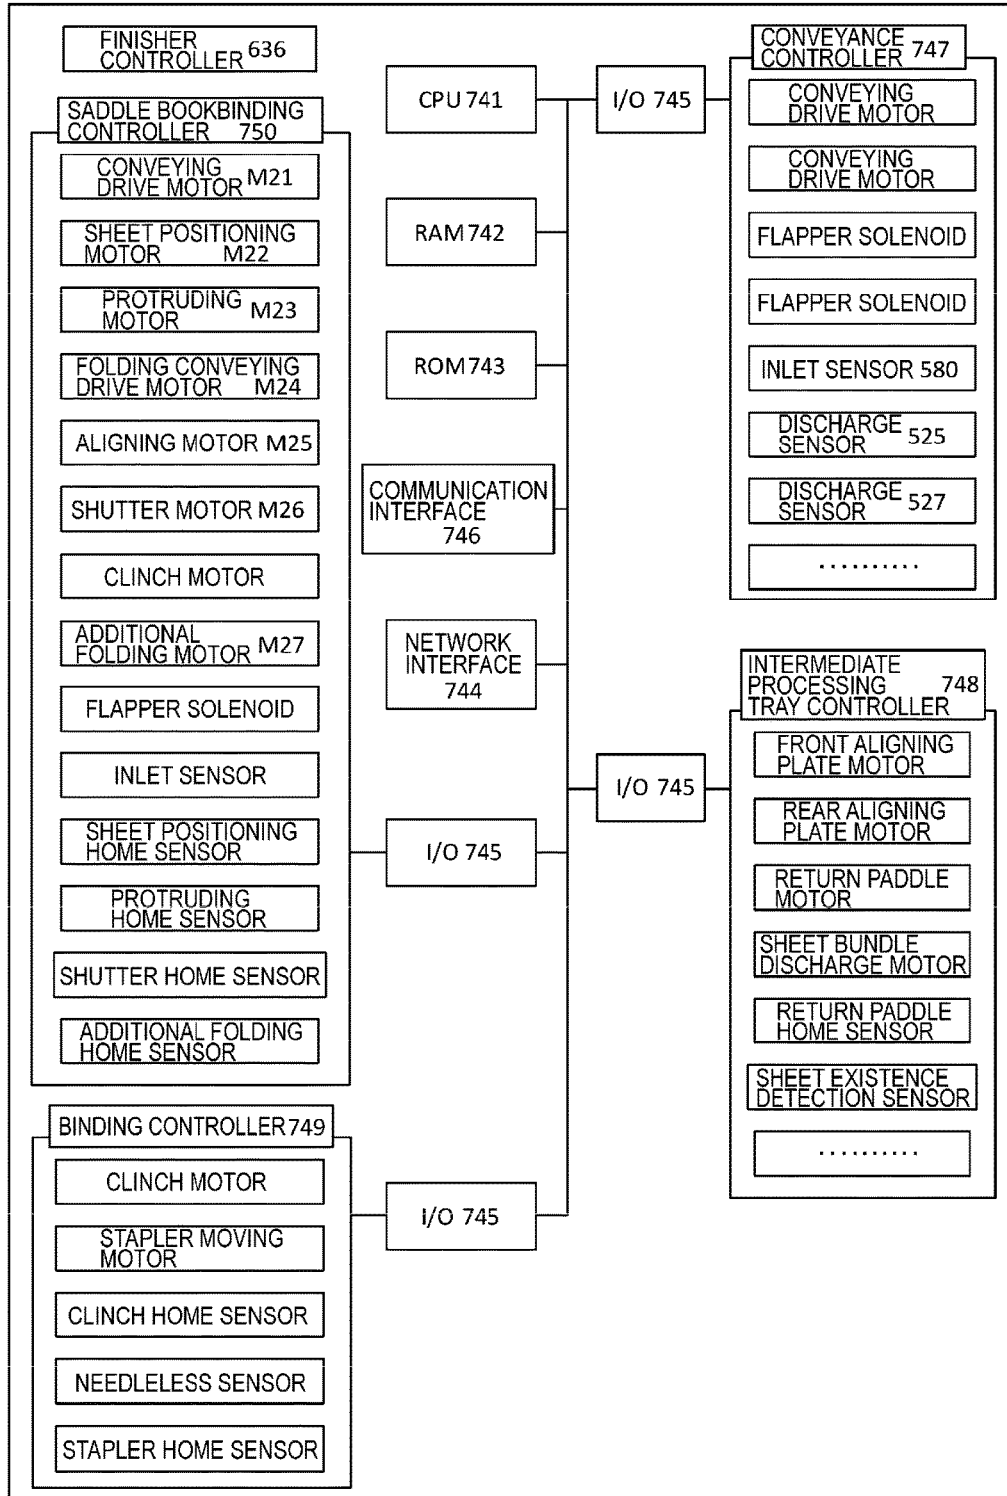 FINISHER
CONTROLLER 636
SADDLE BOOKBINDING
CONTROLLER 750
CONVEYING
DRIVE MOTOR M21
SHEET POSITIONING
MOTOR M22
PROTRUDING
MOTOR M23
FOLDING CONVEYING
DRIVE MOTOR M24
ALIGNING MOTOR M25
SHUTTER MOTOR M26
CLINCH MOTOR
ADDITIONAL
FOLDING MOTOR M27
FLAPPER SOLENOID
INLET SENSOR
SHEET POSITIONING
HOME SENSOR
PROTRUDING
HOME SENSOR
SHUTTER HOME SENSOR
ADDITIONAL FOLDING
HOME SENSOR
BINDING CONTROLLER 749
CLINCH MOTOR
STAPLER MOVING
MOTOR
CLINCH HOME SENSOR
NEEDLELESS SENSOR
STAPLER HOME SENSOR
CPU 741
RAM 742
ROM 743
COMMUNICATION
INTERFACE
746
NETWORK
INTERFACE
744
I/O 745
I/O 745
I/O 745
I/O 745
CONVEYANCE
CONTROLLER 747
CONVEYING
DRIVE MOTOR
CONVEYING
DRIVE MOTOR
FLAPPER SOLENOID
FLAPPER SOLENOID
INLET SENSOR 580
DISCHARGE
SENSOR 525
DISCHARGE
SENSOR 527
..........
INTERMEDIATE
PROCESSING 748
TRAY CONTROLLER
FRONT ALIGNING
PLATE MOTOR
REAR ALIGNING
PLATE MOTOR
RETURN PADDLE
MOTOR
SHEET BUNDLE
DISCHARGE MOTOR
RETURN PADDLE
HOME SENSOR
SHEET EXISTENCE
DETECTION SENSOR
..........